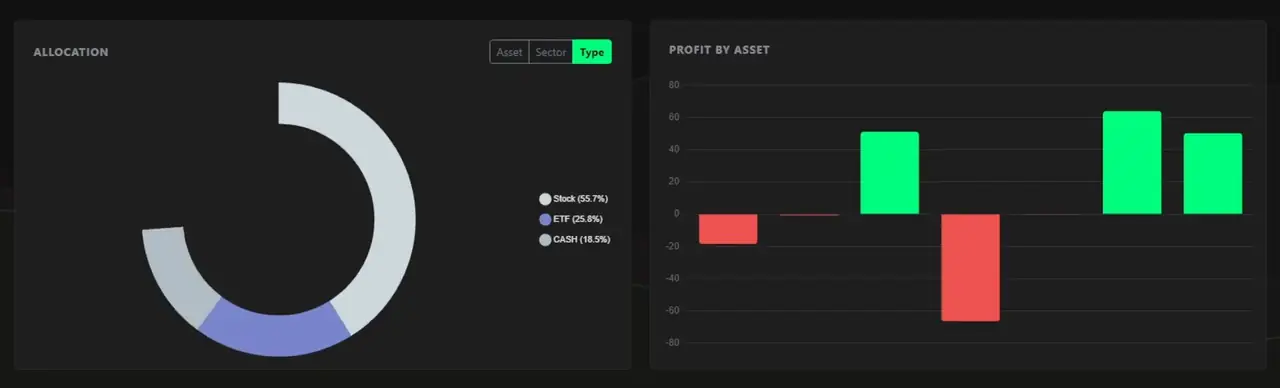 ALLOCATION
Asset Sector Type
Stock (55.7%)
ETF (25.8%)
CASH (18.5%)
PROFIT BY ASSET
80
60
40
20
0
-20
-40
-60
-80